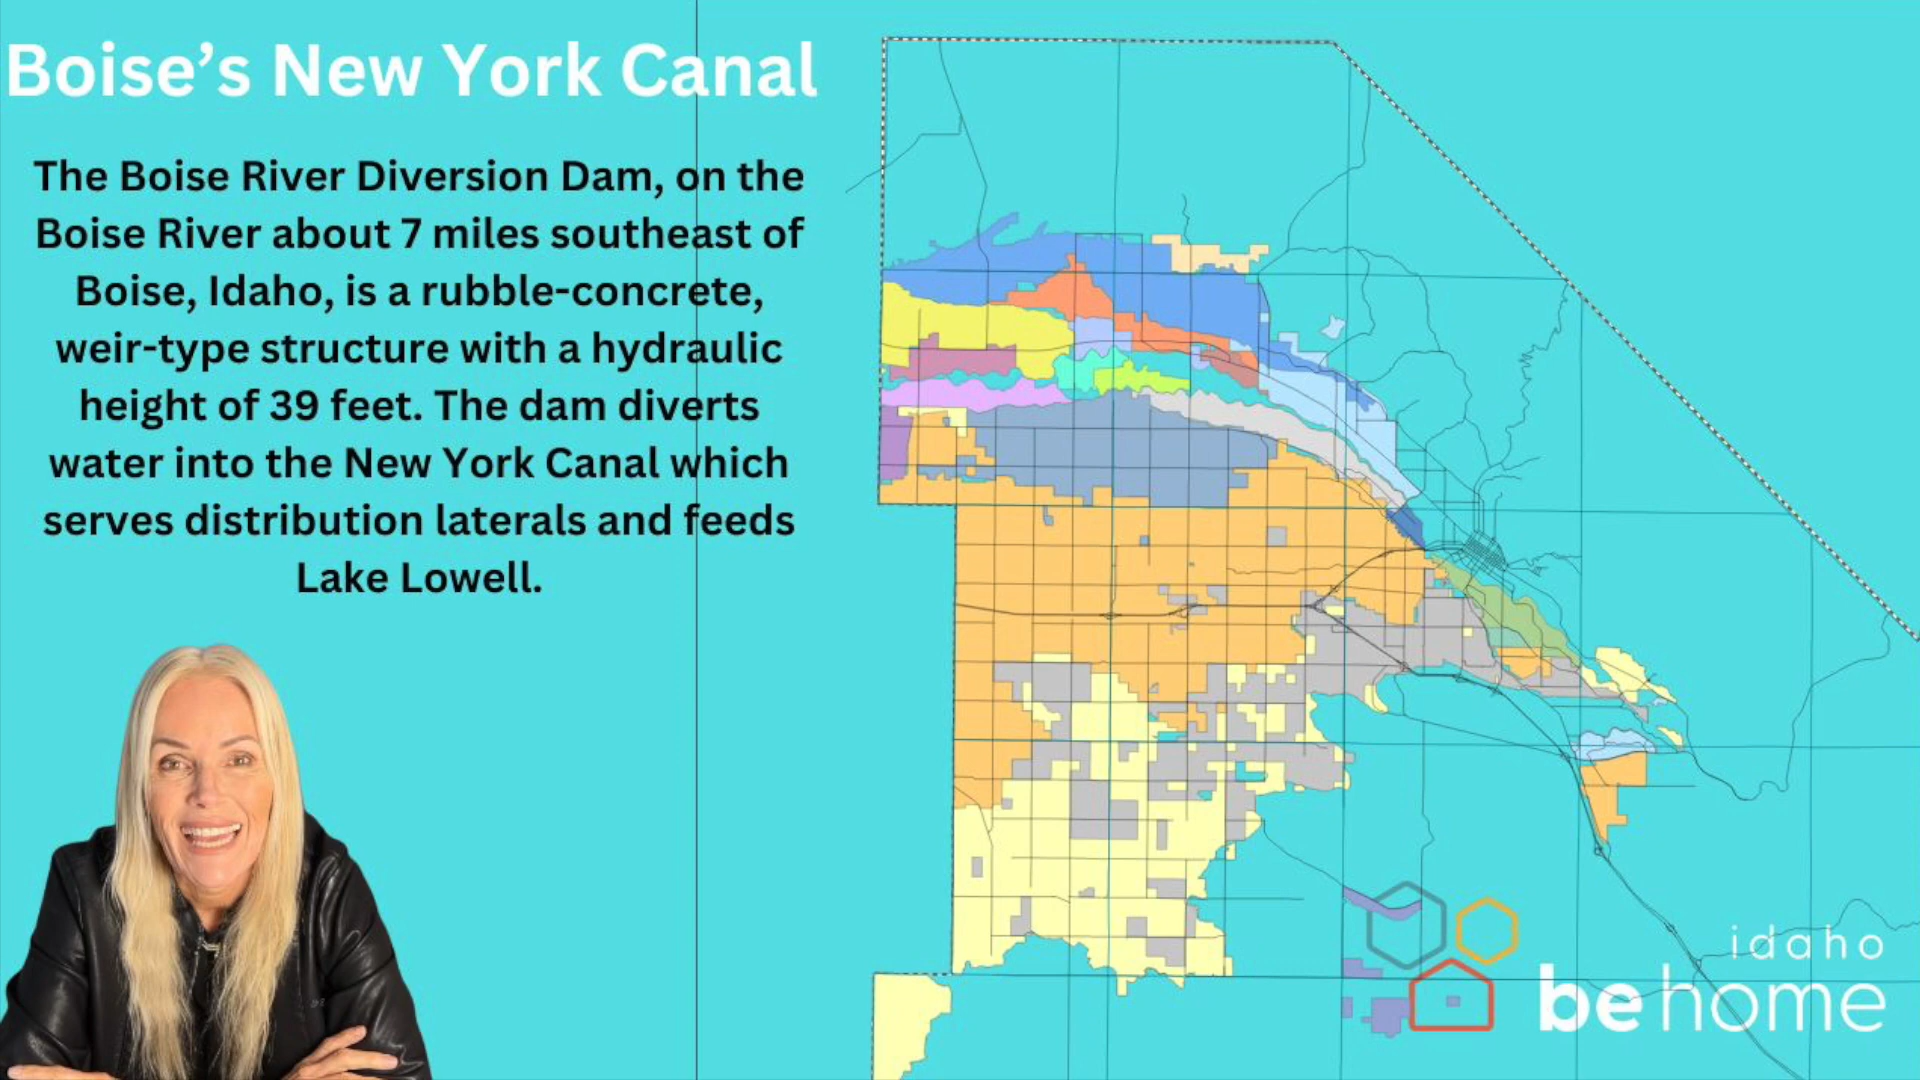 Boise’s New York Canal
The Boise River Diversion Dam, on the
Boise River about 7 miles southeast of
Boise, Idaho, is a rubble-concrete,
weir-type structure with a hydraulic
height of 39 feet. The dam diverts
water into the New York Canal which
serves distribution laterals and feeds
Lake Lowell.
idaho
behome